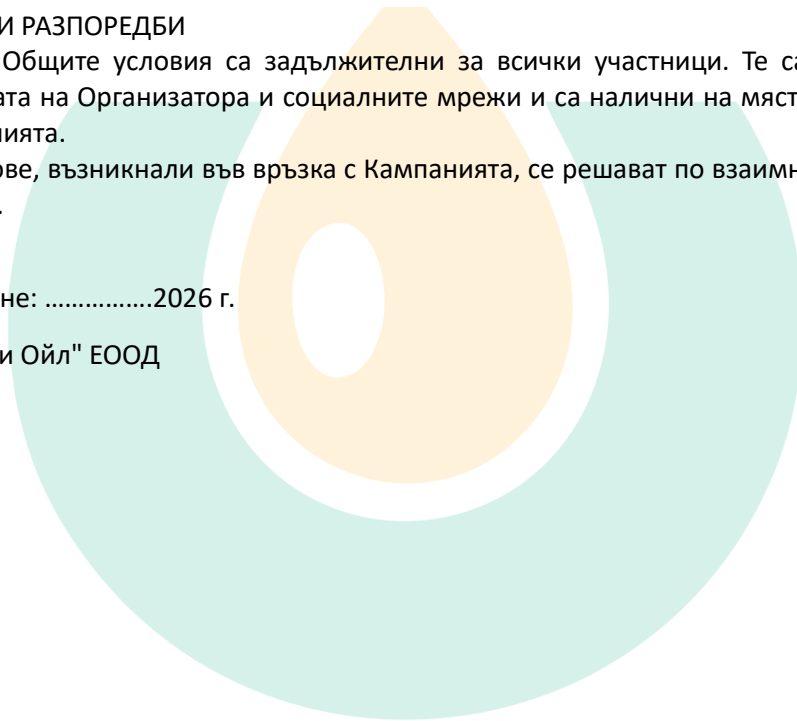 И РАЗПОРЕДБИ
Общите условия са задължителни за всички участници. Те са
ата на Организатора и социалните мрежи и са налични на мяст
ията.
ове, възникнали във връзка с Кампанията, се решават по взаимн
.
не: ...............2026 г.
и Ойл" ЕООД